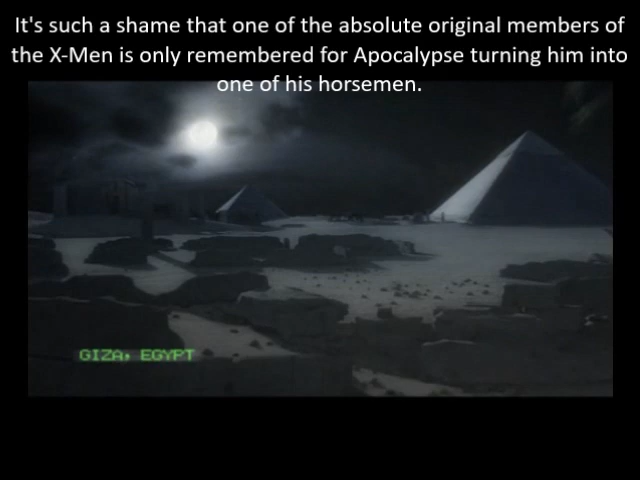 It's such a shame that one of the absolute original members of
the X-Men is only remembered for Apocalypse turning him into
one of his horsemen.
GIZA, EGYPT